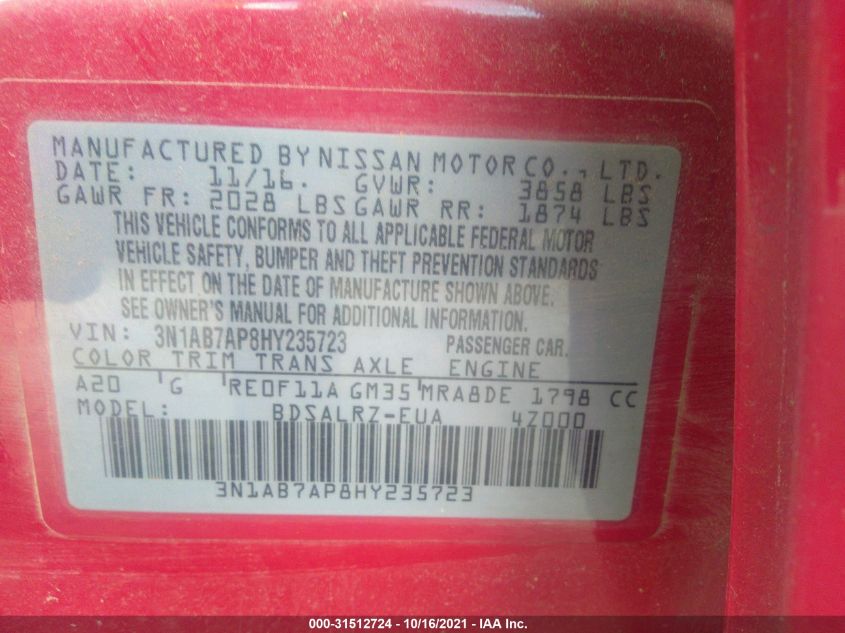 MANUFACTURED BY NISSAN MOTOR CO., LTD.
DATE: 11/16. GVWR: 3858 LBS
GAWR FR: 2028 LBS GAWR RR: 1874 LBS
THIS VEHICLE CONFORMS TO ALL APPLICABLE FEDERAL MOTOR
VEHICLE SAFETY, BUMPER AND THEFT PREVENTION STANDARDS
IN EFFECT ON THE DATE OF MANUFACTURE SHOWN ABOVE.
SEE OWNER'S MANUAL FOR ADDITIONAL INFORMATION.
VIN: 3N1AB7AP8HY235723 PASSENGER CAR.
COLOR TRIM TRANS AXLE ENGINE
A20 G RE0F11A GM35 MRA8DE 1798 CC
MODEL: BDSALRZ-EUA 4Z000
3N1AB7AP8HY235723
000-31512724 - 10/16/2021 - IAA Inc.